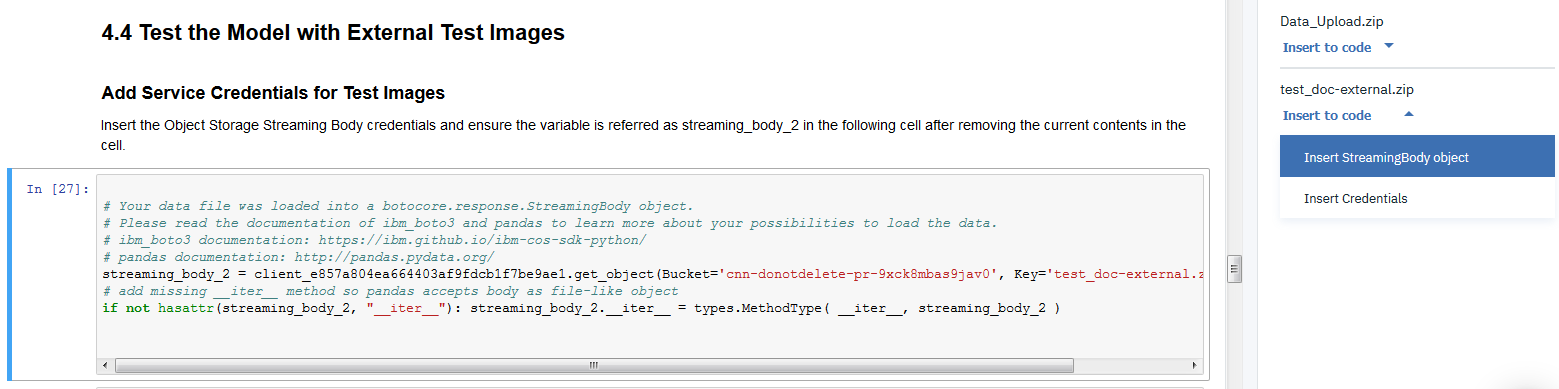 4.4 Test the Model with External Test Images
Add Service Credentials for Test Images
Insert the Object Storage Streaming Body credentials and ensure the variable is referred as streaming_body_2 in the following cell after removing the current contents in the
cell.
In [27]:
# Your data file was loaded into a botocore.response.StreamingBody object.
# Please read the documentation of ibm_boto3 and pandas to learn more about your possibilities to load the data.
# ibm_boto3 documentation: https://ibm.github.io/ibm-cos-sdk-python/
# pandas documentation: http://pandas.pydata.org/
streaming_body_2 = client_e857a804ea664403af9fdcb1f7be9ae1.get_object(Bucket='cnn-donotdelete-pr-9xck8mbas9jav0', Key='test_doc-external.z
# add missing __iter__ method so pandas accepts body as file-like object
if not hasattr(streaming_body_2, "__iter__"): streaming_body_2.__iter__ = types.MethodType( __iter__, streaming_body_2 )
Data_Upload.zip
Insert to code
test_doc-external.zip
Insert to code
Insert StreamingBody object
Insert Credentials